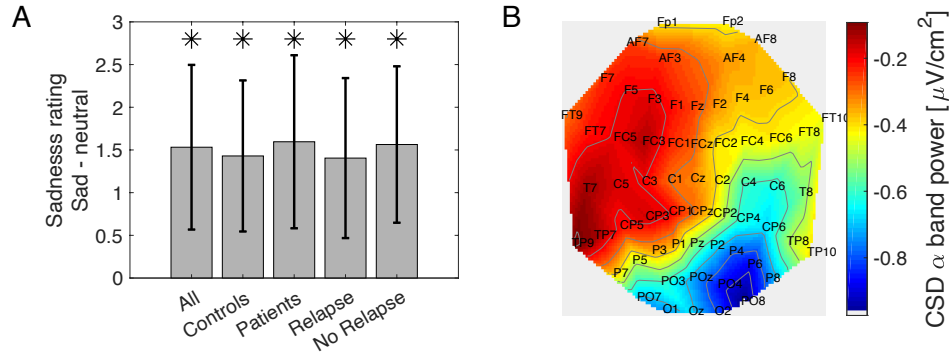 A
Sadnesss rating
Sad - neutral
3
2.5
2
1.5
1
0.5
0
All
Controls
Patients
Relapse
No Relapse
B
Fp1 Fp2
AF7 AF8
AF3 AF4
F7 F8
F5 F6
F3 F4
F1 Fz F2
FT9 FT10
FT7 FT8
FC5 FC3 FC1 FCz FC2 FC4 FC6
T7 C5 C3 C1 Cz C2 C4 C6 T8
CP5 CP3 CP1 CPz CP2 CP4 CP6
TP9 TP7 TP8 TP10
P7 P5 P3 P1 Pz P2 P4 P6 P8
PO7 PO3 POz PO4 PO8
O1 Oz O2
-0.2
-0.4
-0.6
-0.8
CSD α band power [μV/cm²]